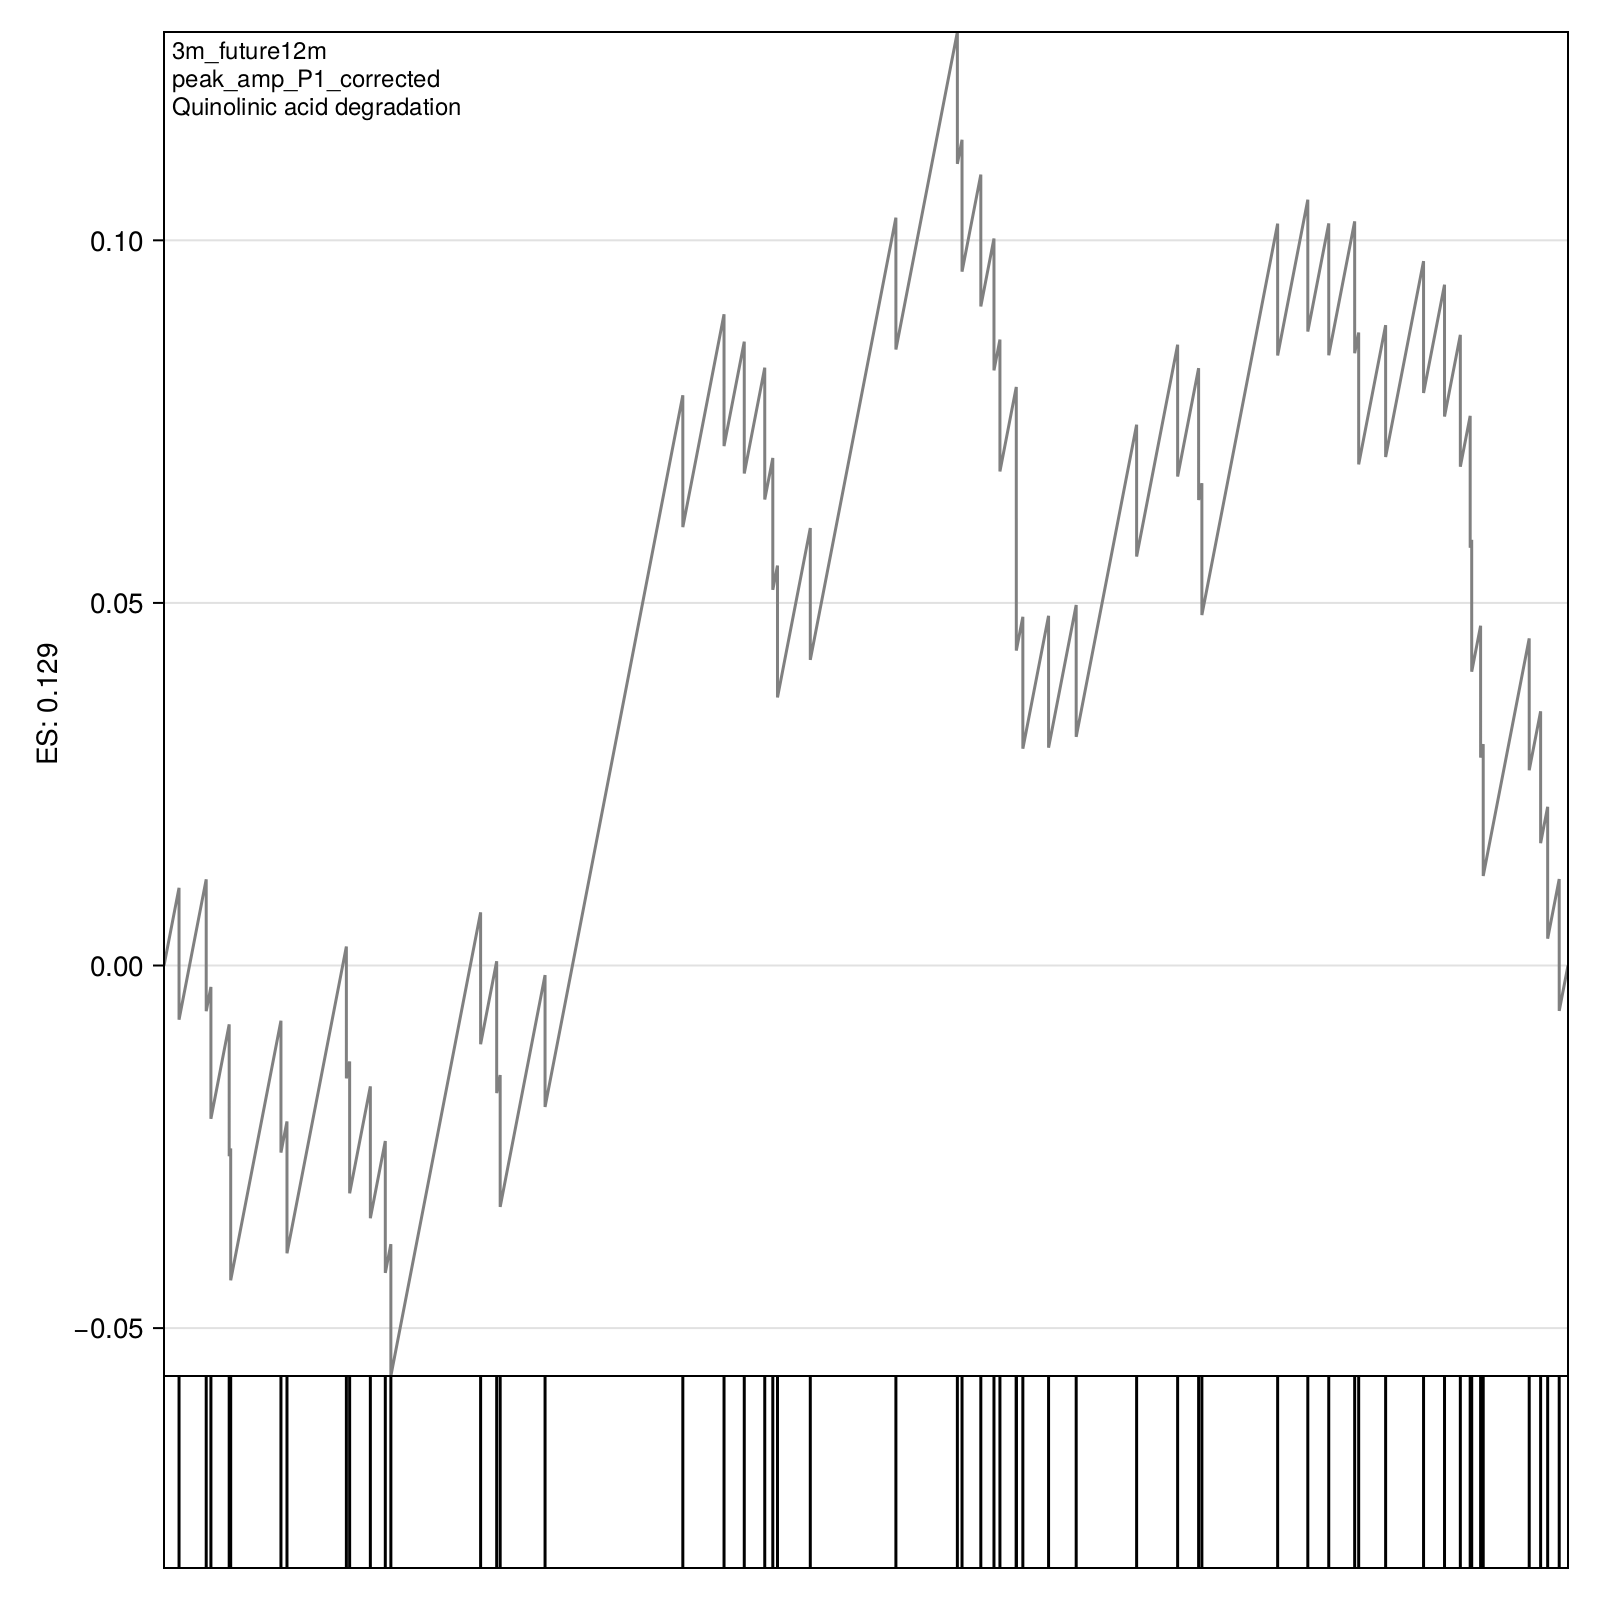 3m_future12m
peak_amp_P1_corrected
Quinolinic acid degradation
0.10
0.05
0.00
−0.05
ES: 0.129